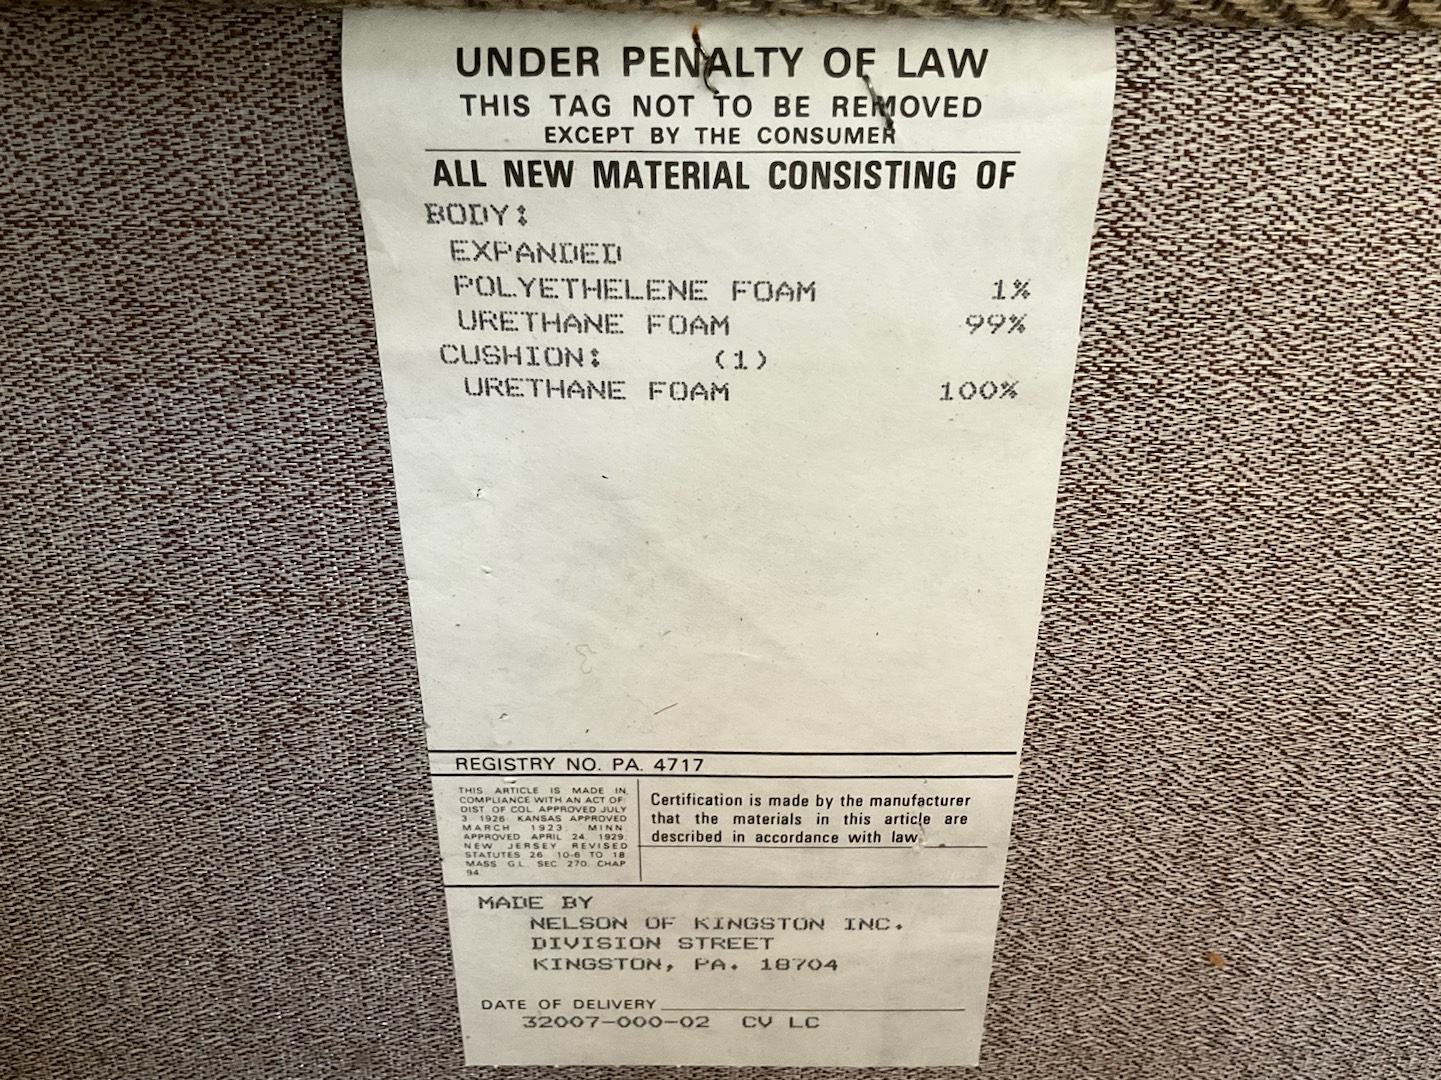 UNDER PENALTY OF LAW
THIS TAG NOT TO BE REMOVED
EXCEPT BY THE CONSUMER
ALL NEW MATERIAL CONSISTING OF
BODY:
EXPANDED
POLYETHELENE FOAM 1%
URETHANE FOAM 99%
CUSHION: (1)
URETHANE FOAM 100%
3
REGISTRY NO. PA. 4717
THIS ARTICLE IS MADE IN
COMPLIANCE WITH AN ACT OF
DIST OF COL APPROVED JULY
3 1926 KANSAS APPROVED
MARCH 1923 MINN
APPROVED APRIL 24 1929
NEW JERSEY REVISED
STATUTES 26 10-6 TO 18
MASS G.L. SEC 270 CHAP
94
Certification is made by the manufacturer
that the materials in this article are
described in accordance with law
MADE BY
NELSON OF KINGSTON INC.
DIVISION STREET
KINGSTON, PA. 18704
DATE OF DELIVERY
32007-000-02 CV LC